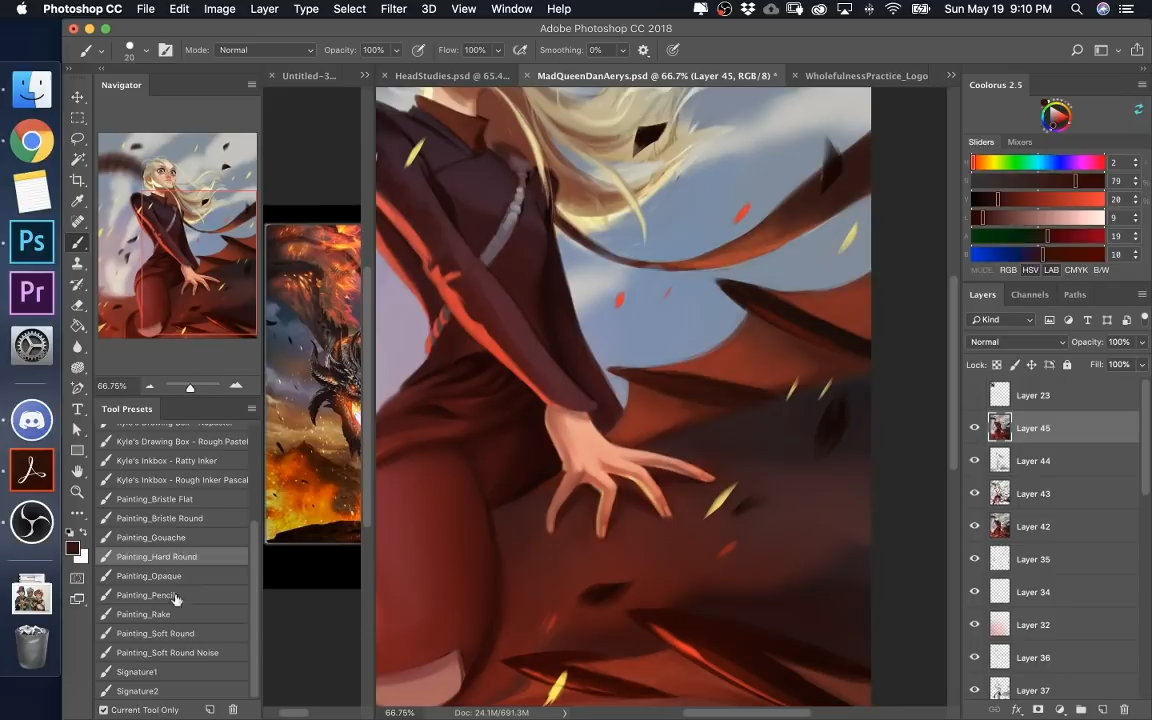 Photoshop CC File Edit Image Layer Type Select Filter 3D View Window Help Sun May 19 9:10 PM
Adobe Photoshop CC 2018
20 Mode: Normal Opacity: 100% Flow: 100% Smoothing: 0%
Navigator
Untitled-3... HeadStudies.psd @ 65.4... MadQueenDanAerys.psd @ 66.7% (Layer 45, RGB/8) * WholefulnessPractice_Logo
Coolorus 2.5
Sliders Mixers
2
79 %
20 %
9
19
10
MODE: RGB HSV LAB CMYK B/W
Layers Channels Paths
Kind
Normal Opacity: 100%
Lock: Fill: 100%
Layer 23
Layer 45
Layer 44
Layer 43
Layer 42
Layer 35
Layer 34
Layer 32
Layer 36
Layer 37
66.75%
Tool Presets
Kyle's Drawing Box - Rough Pastel
Kyle's Inkbox - Ratty Inker
Kyle's Inkbox - Rough Inker Pascal
Painting_Bristle Flat
Painting_Bristle Round
Painting_Gouache
Painting_Hard Round
Painting_Opaque
Painting_Pencil
Painting_Rake
Painting_Soft Round
Painting_Soft Round Noise
Signature1
Signature2
Current Tool Only
66.75% Doc: 24.1M/691.3M
Ps
Pr